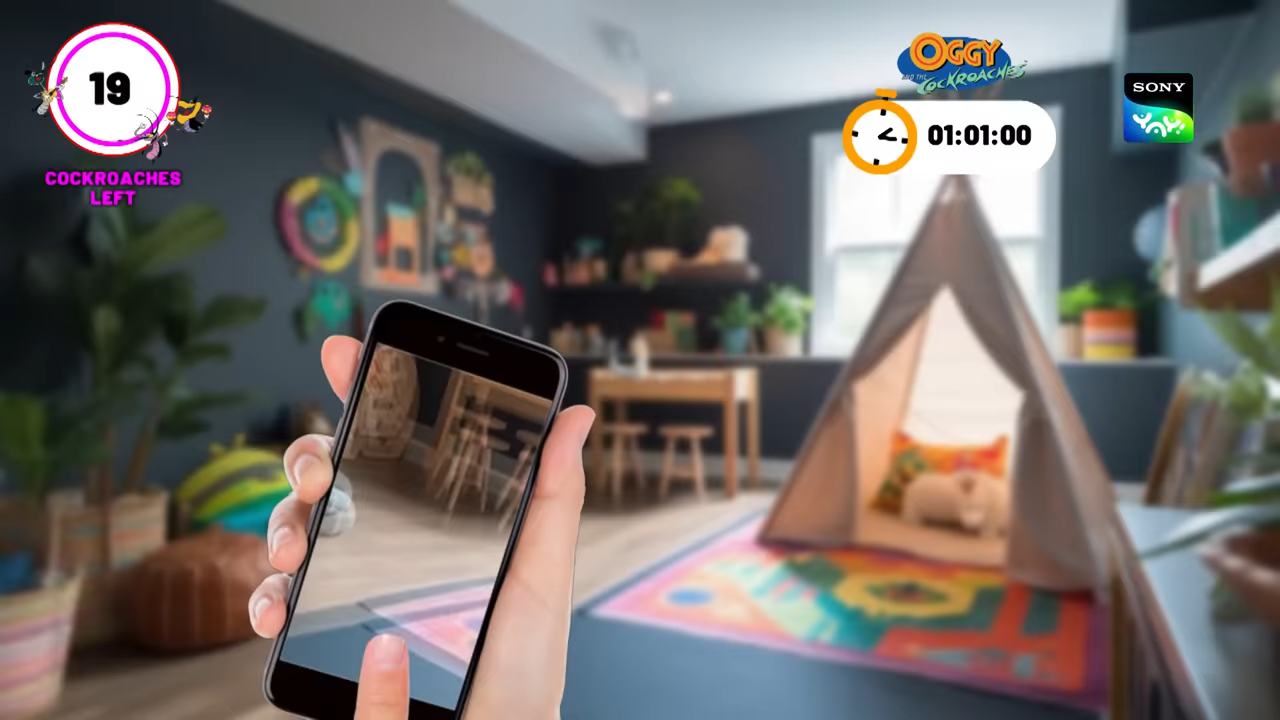 19
COCKROACHES
LEFT
OGGY
AND THE
COCKROACHES
01:01:00
SONY
YAY!